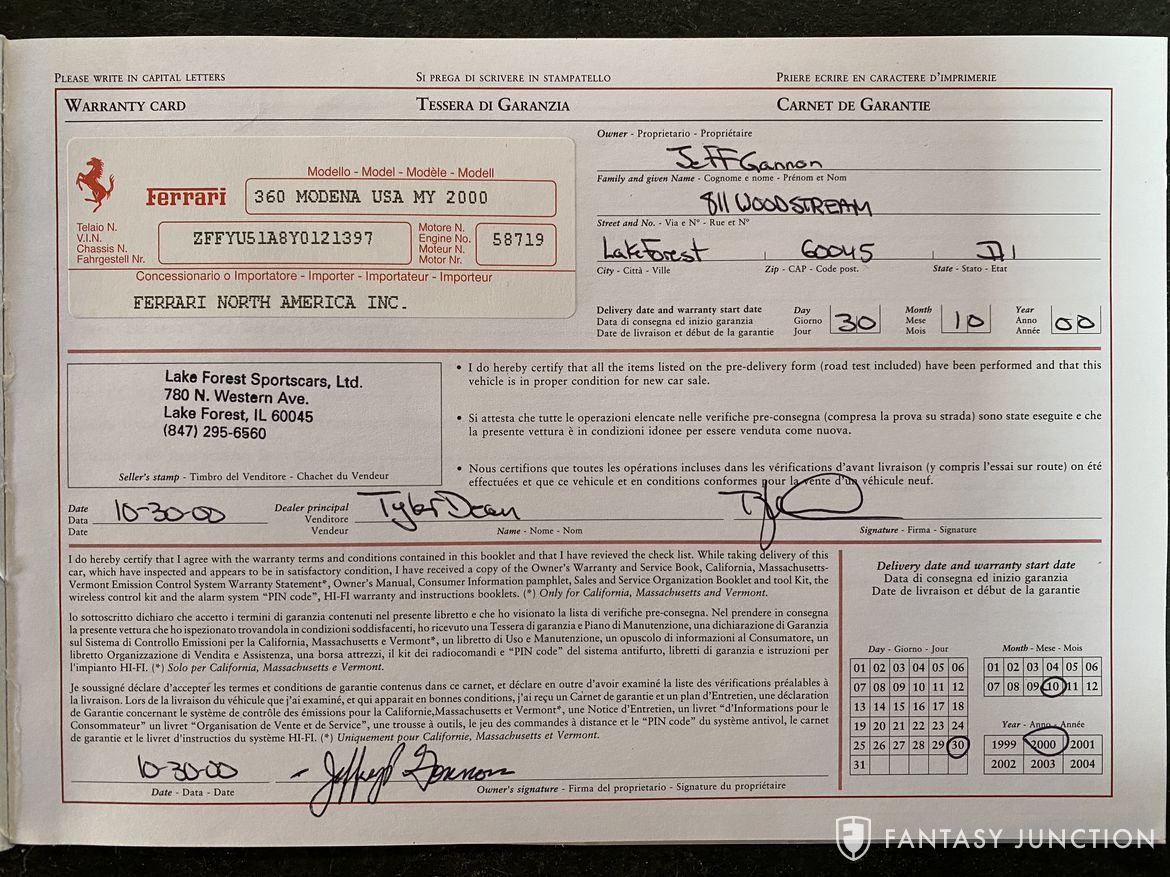 PLEASE WRITE IN CAPITAL LETTERS
SI PREGA DI SCRIVERE IN STAMPATELLO
PRIERE ECRIRE EN CARACTERE D'IMPRIMERIE
WARRANTY CARD
TESSERA DI GARANZIA
CARNET DE GARANTIE
Modello - Model - Modèle - Modell
Ferrari
360 MODENA USA MY 2000
Telaio N.
V.I.N.
Chassis N.
Fahrgestell Nr.
ZFFYU51A8Y0121397
Motore N.
Engine No.
Moteur N.
Motor Nr.
58719
Concessionario o Importatore - Importer - Importateur - Importeur
FERRARI NORTH AMERICA INC.
Owner - Proprietario - Propriétaire
Jeff Gannon
Family and given Name - Cognome e nome - Prénom et Nom
811 WOODSTREAM
Street and No. - Via e N° - Rue et N°
Lake Forest 60045
City - Città - Ville
Zip - CAP - Code post.
State - Stato - Etat
Delivery date and warranty start date
Data di consegna ed inizio garanzia
Date de livraison et début de la garantie
Day
Giorno
Jour
30
Month
Mese
Mois
10
Year
Anno
Année
00
Lake Forest Sportscars, Ltd.
780 N. Western Ave.
Lake Forest, IL 60045
(847) 295-6560
Seller's stamp - Timbro del Venditore - Chachet du Vendeur
• I do hereby certify that all the items listed on the pre-delivery form (road test included) have been performed and that this
vehicle is in proper condition for new car sale.
• Si attesta che tutte le operazioni elencate nelle verifiche pre-consegna (compresa la prova su strada) sono state eseguite e che
la presente vettura è in condizioni idonee per essere venduta come nuova.
• Nous certifions que toutes les opérations incluses dans les vérifications d'avant livraison (y compris l'essai sur route) on été
effectuées et que ce vehicule et en conditions conformes pour la vente d'un véhicule neuf.
Date
Data
Date
10-30-00
Dealer principal
Venditore
Vendeur
Tyler Dean
Name - Nome - Nom
Signature - Firma - Signature
I do hereby certify that I agree with the warranty terms and conditions contained in this booklet and that I have revieved the check list. While taking delivery of this
car, which have inspected and appears to be in satisfactory condition, I have received a copy of the Owner's Warranty and Service Book, California, Massachusetts-
Vermont Emission Control System Warranty Statement*, Owner's Manual, Consumer Information pamphlet, Sales and Service Organization Booklet and tool Kit, the
wireless control kit and the alarm system "PIN code", HI-FI warranty and instructions booklets. (*) Only for California, Massachusetts and Vermont.
Io sottoscritto dichiaro che accetto i termini di garanzia contenuti nel presente libretto e che ho visionato la lista di verifiche pre-consegna. Nel prendere in consegna
la presente vettura che ho ispezionato trovandola in condizioni soddisfacenti, ho ricevuto una Tessera di garanzia e Piano di Manutenzione, una dichiarazione di Garanzia
sul Sistema di Controllo Emissioni per la California, Massachusetts e Vermont*, un libretto di Uso e Manutenzione, un opuscolo di informazioni al Consumatore, un
libretto Organizzazione di Vendita e Assistenza, una borsa attrezzi, il kit dei radiocomandi e "PIN code" del sistema antifurto, libretti di garanzia e istruzioni per
l'impianto HI-FI. (*) Solo per California, Massachusetts e Vermont.
Je soussigné déclare d'accepter les termes et conditions de garantie contenus dans ce carnet, et déclare en outre d'avoir examiné la liste des vérifications préalables à
la livraison. Lors de la livraison du véhicule que j'ai examiné, et qui apparait en bonnes conditions, j'ai reçu un Carnet de garantie et un plan d'Entretien, une déclaration
de Garantie concernant le système de contrôle des émissions pour la Californie,Massachusetts et Vermont*, une Notice d'Entretien, un livret "d'Informations pour le
Consommateur" un livret "Organisation de Vente et de Service", une trousse à outils, le jeu des commandes à distance et le "PIN code" du système antivol, le carnet
de garantie et le livret d'instructios du système HI-FI. (*) Uniquement pour Californie, Massachusetts et Vermont.
10-30-00
Date - Data - Date
Jeffrey Gannon
Owner's signature - Firma del proprietario - Signature du propriétaire
Delivery date and warranty start date
Data di consegna ed inizio garanzia
Date de livraison et début de la garantie
Day - Giorno - Jour
01 02 03 04 05 06
07 08 09 10 11 12
13 14 15 16 17 18
19 20 21 22 23 24
25 26 27 28 29 30
31
Month - Mese - Mois
01 02 03 04 05 06
07 08 09 10 11 12
Year - Anno - Année
1999 2000 2001
2002 2003 2004
FANTASY JUNCTION